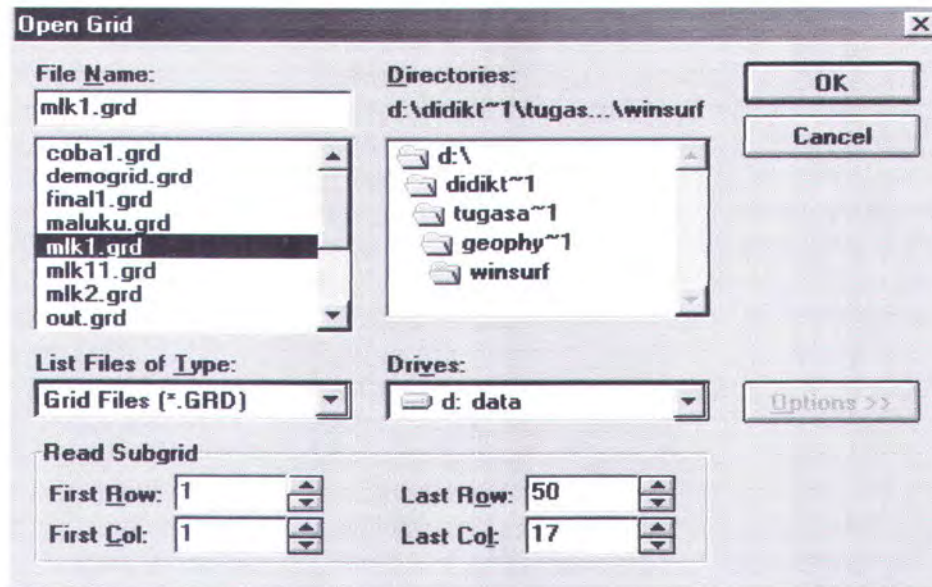 Open Grid
File Name:
mlk1.grd
coba1.grd
demogrid.grd
final1.grd
maluku.grd
mlk1.grd
mlk11.grd
mlk2.grd
out.grd
List Files of Type:
Grid Files (*.GRD)
Directories:
d:\didikt~1\tugas...\winsurf
d:\
didikt~1
tugasa~1
geophy~1
winsurf
Drives:
d: data
OK
Cancel
Options >>
Read Subgrid
First Row: 1
Last Row: 50
First Col: 1
Last Col: 17